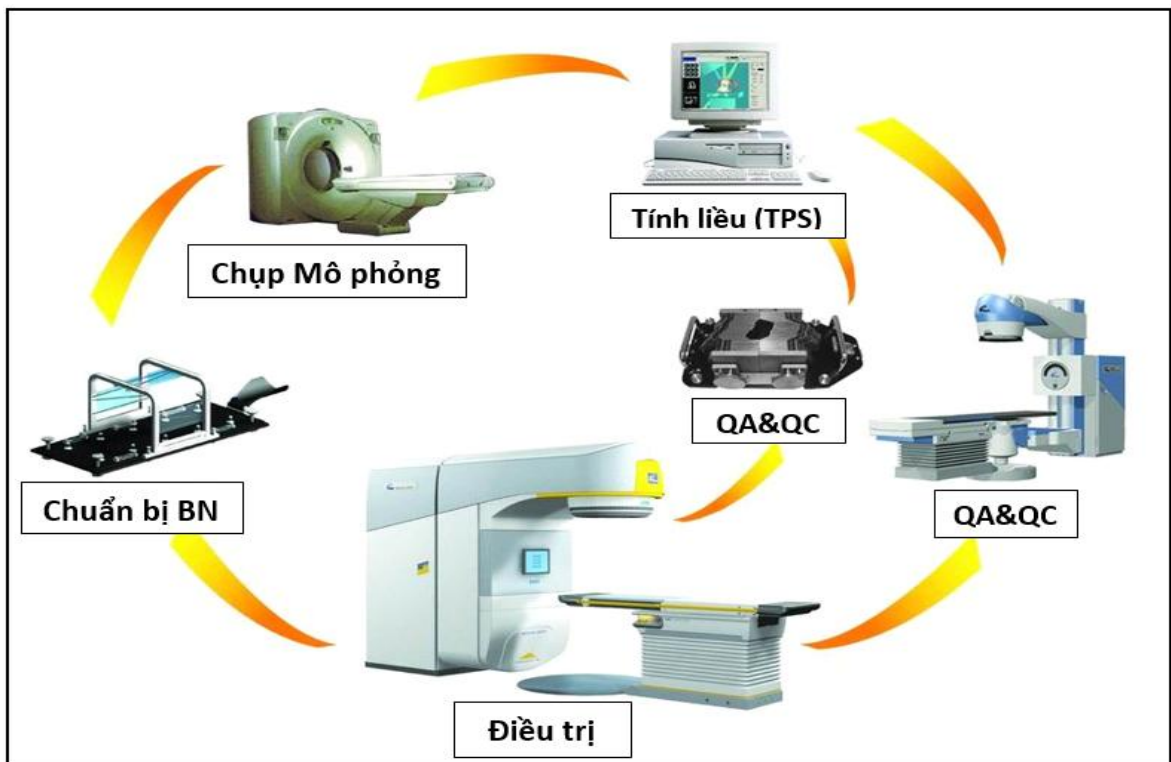 Tính liều (TPS)
Chụp Mô phỏng
QA&QC
Chuẩn bị BN
QA&QC
Điều trị